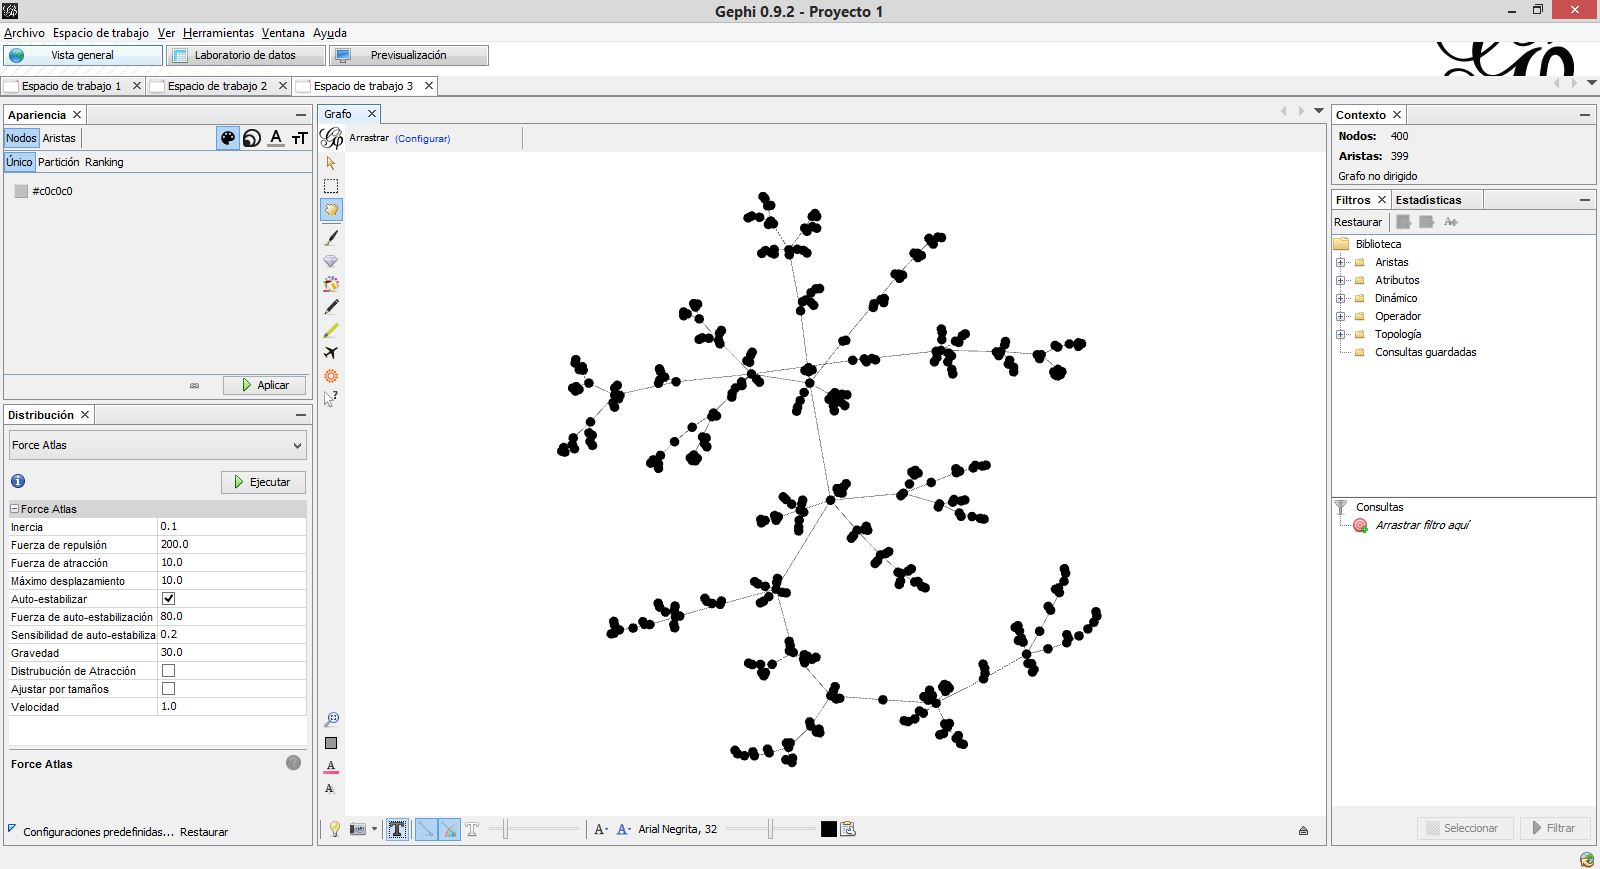 Gephi 0.9.2 - Proyecto 1
Archivo Espacio de trabajo Ver Herramientas Ventana Ayuda
Vista general Laboratorio de datos Previsualización
Espacio de trabajo 1 Espacio de trabajo 2 Espacio de trabajo 3
Apariencia
Nodos Aristas
Único Partición Ranking
#c0c0c0
Aplicar
Distribución
Force Atlas
Ejecutar
Force Atlas
Inercia 0.1
Fuerza de repulsión 200.0
Fuerza de atracción 10.0
Máximo desplazamiento 10.0
Auto-estabilizar
Fuerza de auto-estabilización 80.0
Sensibilidad de auto-estabiliza 0.2
Gravedad 30.0
Distrubución de Atracción
Ajustar por tamaños
Velocidad 1.0
Force Atlas
Configuraciones predefinidas... Restaurar
Grafo
Arrastrar (Configurar)
Arial Negrita, 32
Contexto
Nodos: 400
Aristas: 399
Grafo no dirigido
Filtros Estadísticas
Restaurar
Biblioteca
Aristas
Atributos
Dinámico
Operador
Topología
Consultas guardadas
Consultas
Arrastrar filtro aquí
Seleccionar Filtrar